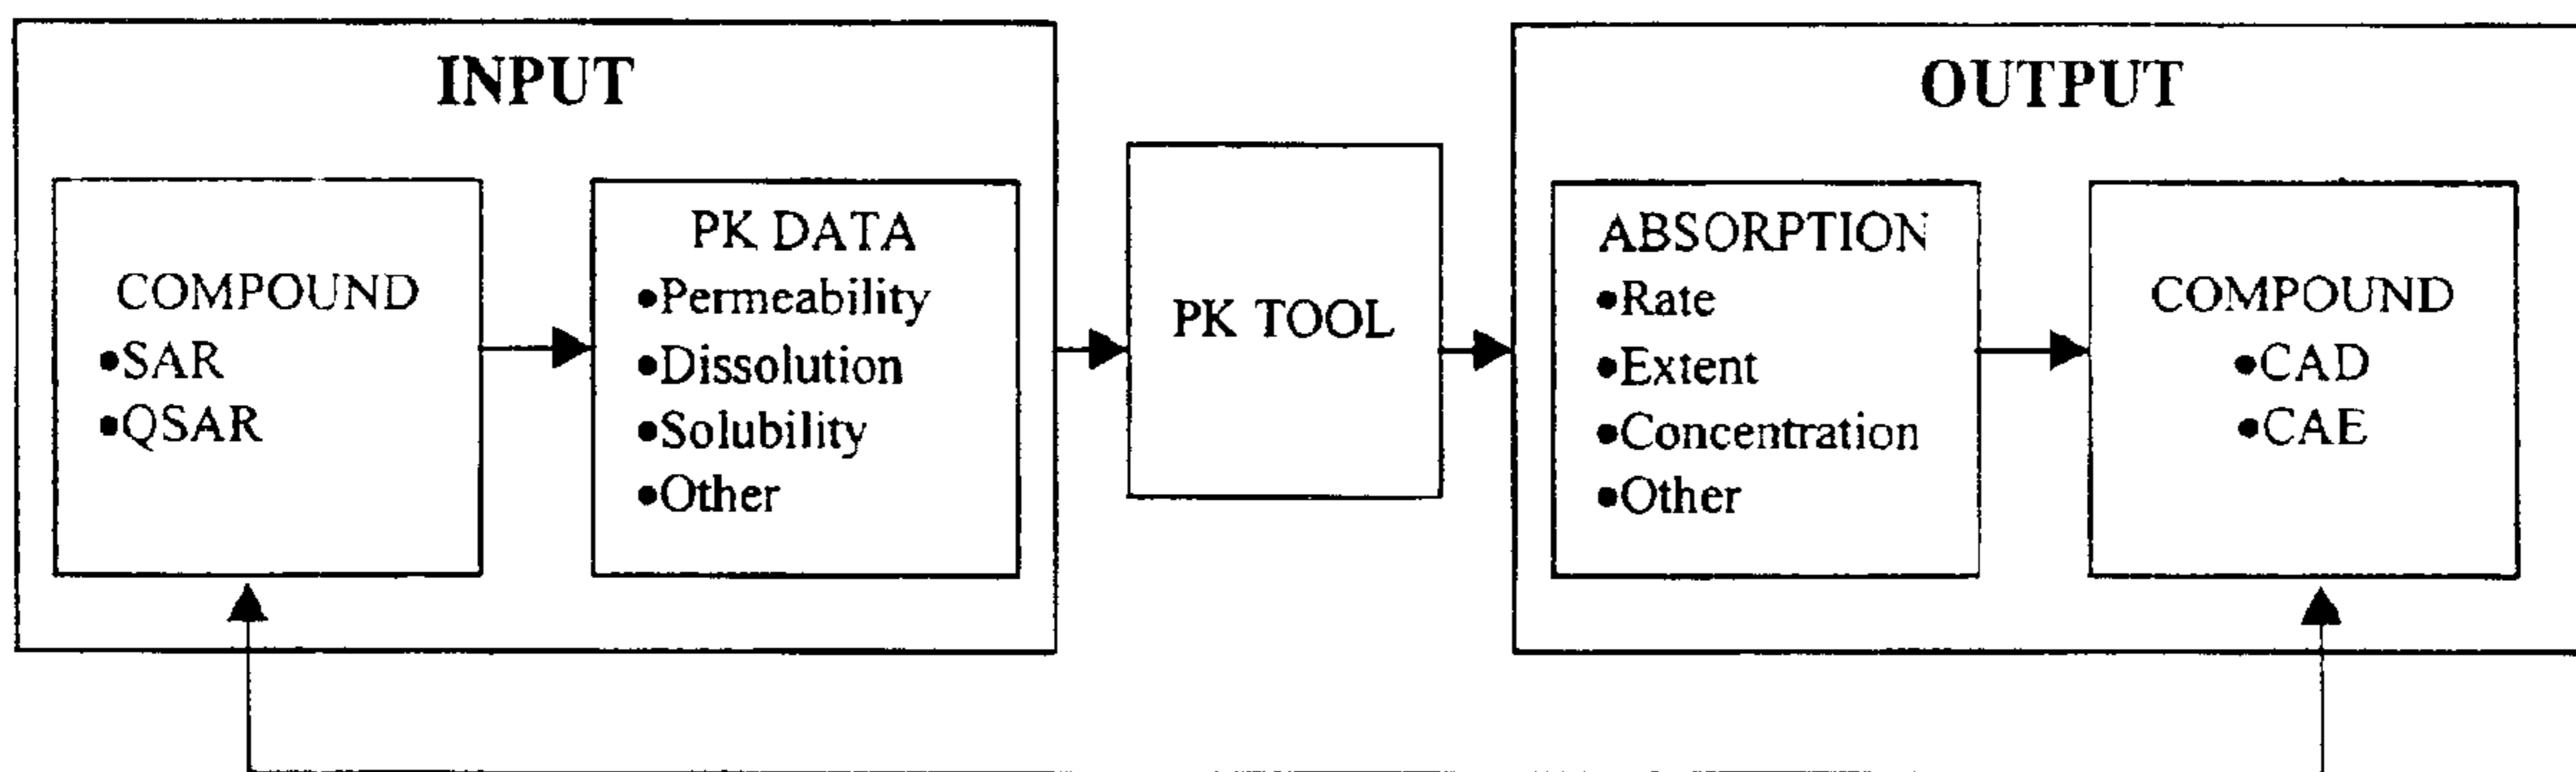 INPUT
COMPOUND
•SAR
•QSAR
PK DATA
•Permeability
•Dissolution
•Solubility
•Other
PK TOOL
OUTPUT
ABSORPTION
•Rate
•Extent
•Concentration
•Other
COMPOUND
•CAD
•CAE